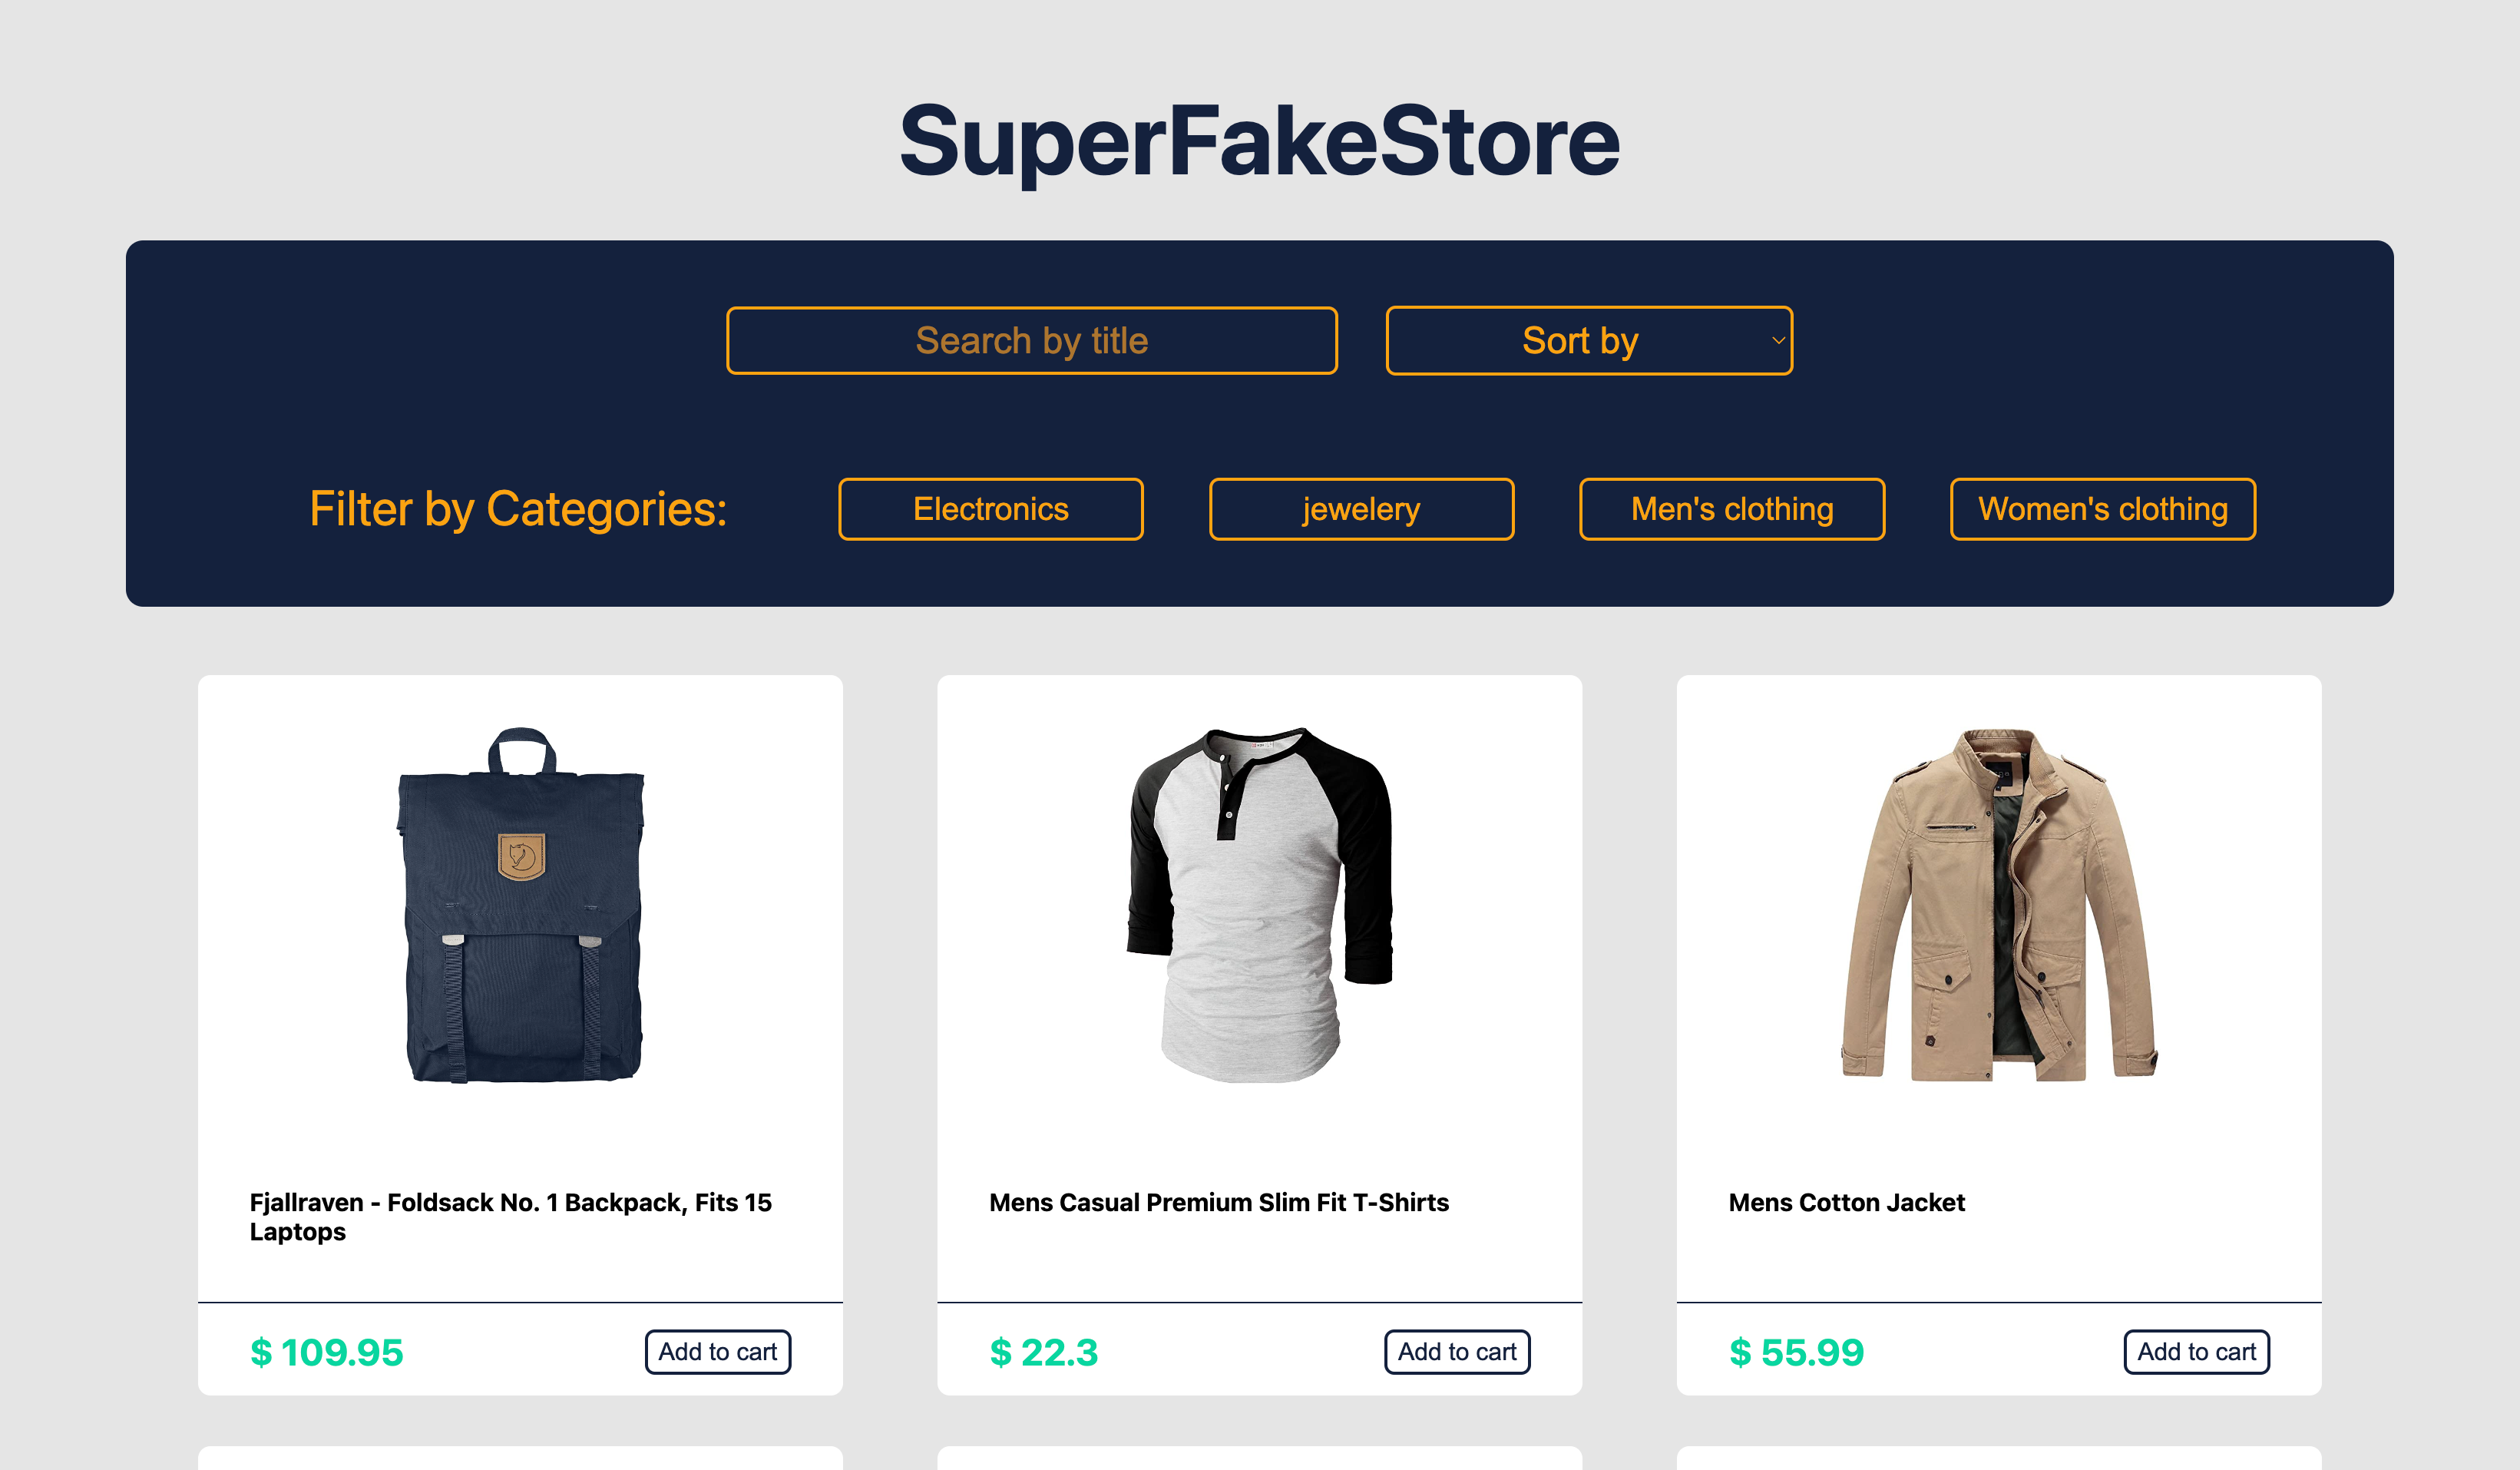 SuperFakeStore
Search by title
Sort by
Filter by Categories:
Electronics
jewelery
Men's clothing
Women's clothing
Fjallraven - Foldsack No. 1 Backpack, Fits 15
Laptops
Mens Casual Premium Slim Fit T-Shirts
Mens Cotton Jacket
$ 109.95
Add to cart
$ 22.3
Add to cart
$ 55.99
Add to cart